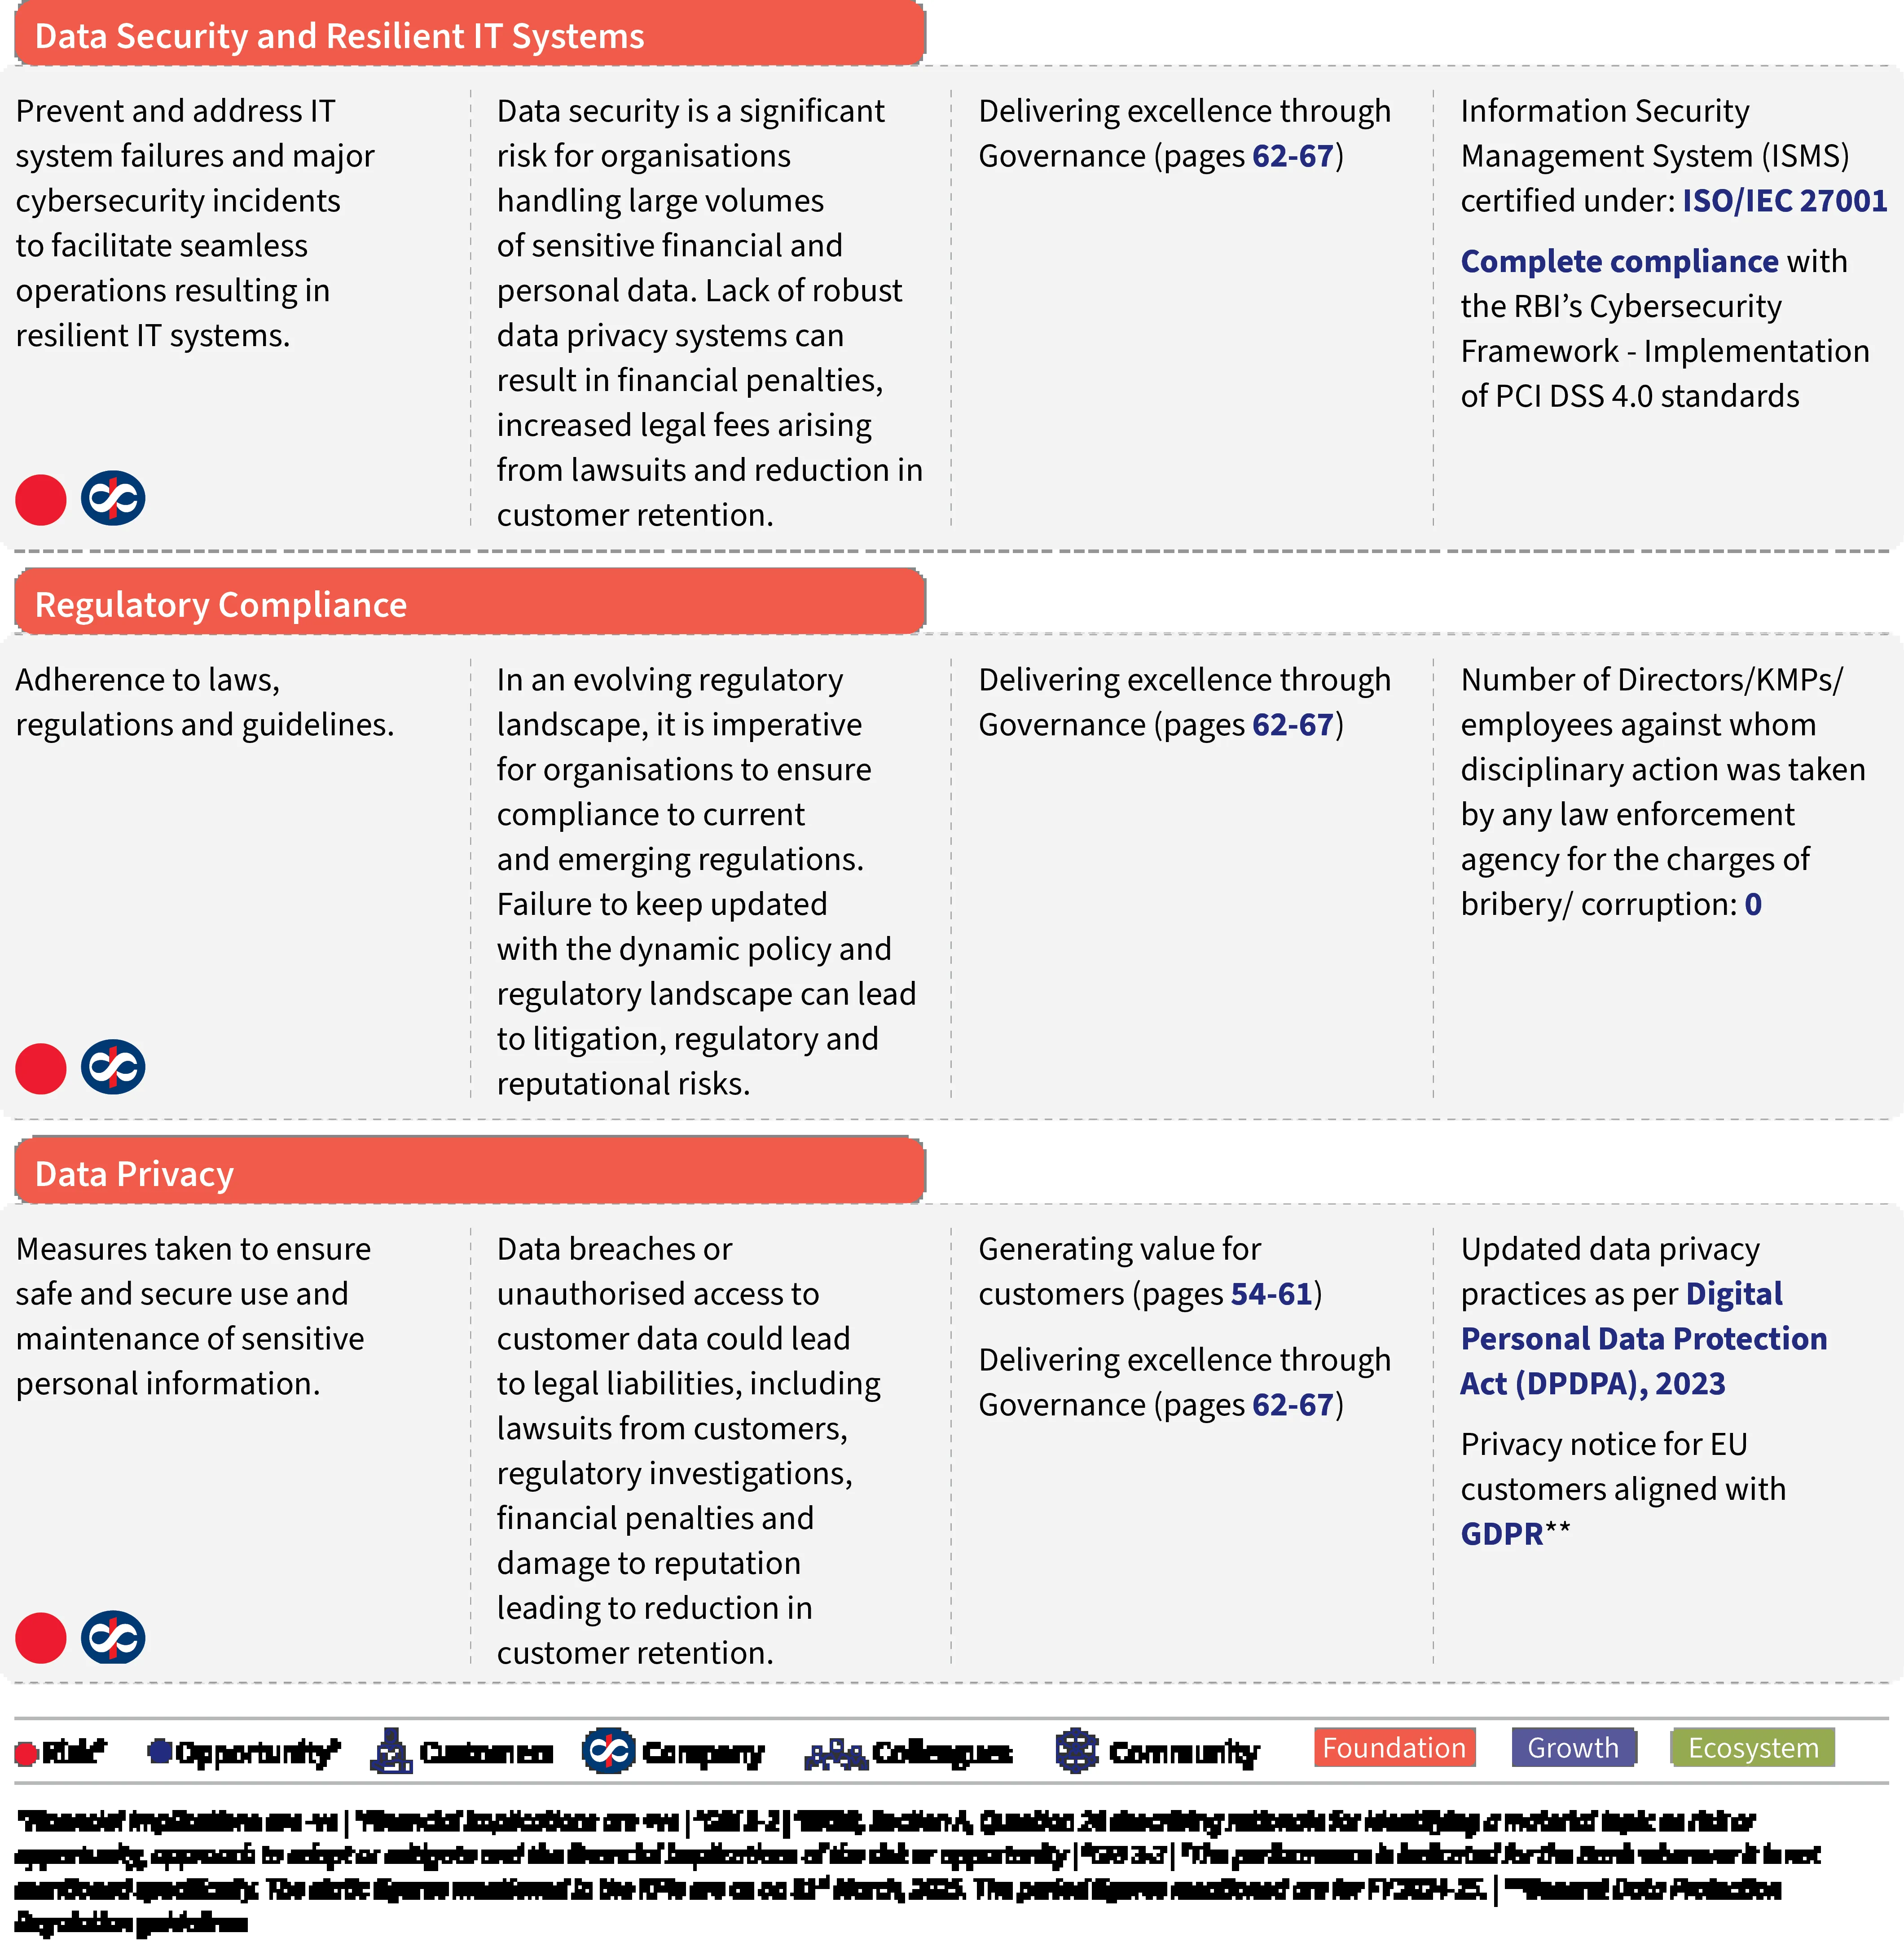 Data Security and Resilient IT Systems
Prevent and address IT
system failures and major
cybersecurity incidents
to facilitate seamless
operations resulting in
resilient IT systems.
Data security is a significant
risk for organisations
handling large volumes
of sensitive financial and
personal data. Lack of robust
data privacy systems can
result in financial penalties,
increased legal fees arising
from lawsuits and reduction in
customer retention.
Delivering excellence through
Governance (pages 62-67)
Information Security
Management System (ISMS)
certified under: ISO/IEC 27001
Complete compliance with
the RBI’s Cybersecurity
Framework - Implementation
of PCI DSS 4.0 standards
Regulatory Compliance
Adherence to laws,
regulations and guidelines.
In an evolving regulatory
landscape, it is imperative
for organisations to ensure
compliance to current
and emerging regulations.
Failure to keep updated
with the dynamic policy and
regulatory landscape can lead
to litigation, regulatory and
reputational risks.
Delivering excellence through
Governance (pages 62-67)
Number of Directors/KMPs/
employees against whom
disciplinary action was taken
by any law enforcement
agency for the charges of
bribery/ corruption: 0
Data Privacy
Measures taken to ensure
safe and secure use and
maintenance of sensitive
personal information.
Data breaches or
unauthorised access to
customer data could lead
to legal liabilities, including
lawsuits from customers,
regulatory investigations,
financial penalties and
damage to reputation
leading to reduction in
customer retention.
Generating value for
customers (pages 54-61)
Delivering excellence through
Governance (pages 62-67)
Updated data privacy
practices as per Digital
Personal Data Protection
Act (DPDPA), 2023
Privacy notice for EU
customers aligned with
GDPR**
Risk Opportunity Customers Company Colleagues Community Foundation Growth Ecosystem